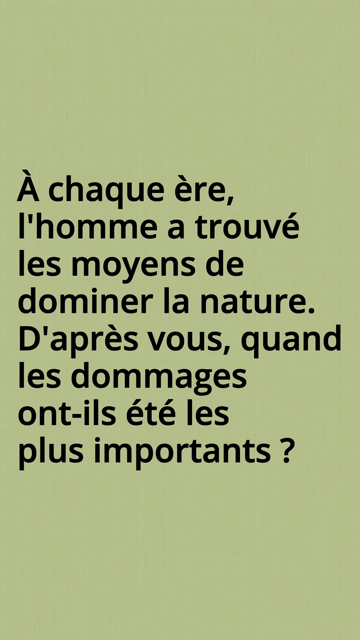 À chaque ère,
l'homme a trouvé
les moyens de
dominer la nature.
D'après vous, quand
les dommages
ont-ils été les
plus importants ?